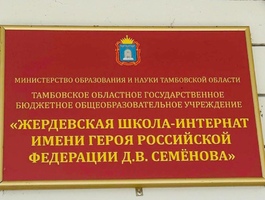 МИНИСТЕРСТВО ОБРАЗОВАНИЯ И НАУКИ ТАМБОВСКОЙ ОБЛАСТИ
ТАМБОВСКОЕ ОБЛАСТНОЕ ГОСУДАРСТВЕННОЕ
БЮДЖЕТНОЕ ОБЩЕОБРАЗОВАТЕЛЬНОЕ УЧРЕЖДЕНИЕ
«ЖЕРДЕВСКАЯ ШКОЛА-ИНТЕРНАТ
ИМЕНИ ГЕРОЯ РОССИЙСКОЙ
ФЕДЕРАЦИИ Д.В. СЕМЁНОВА»